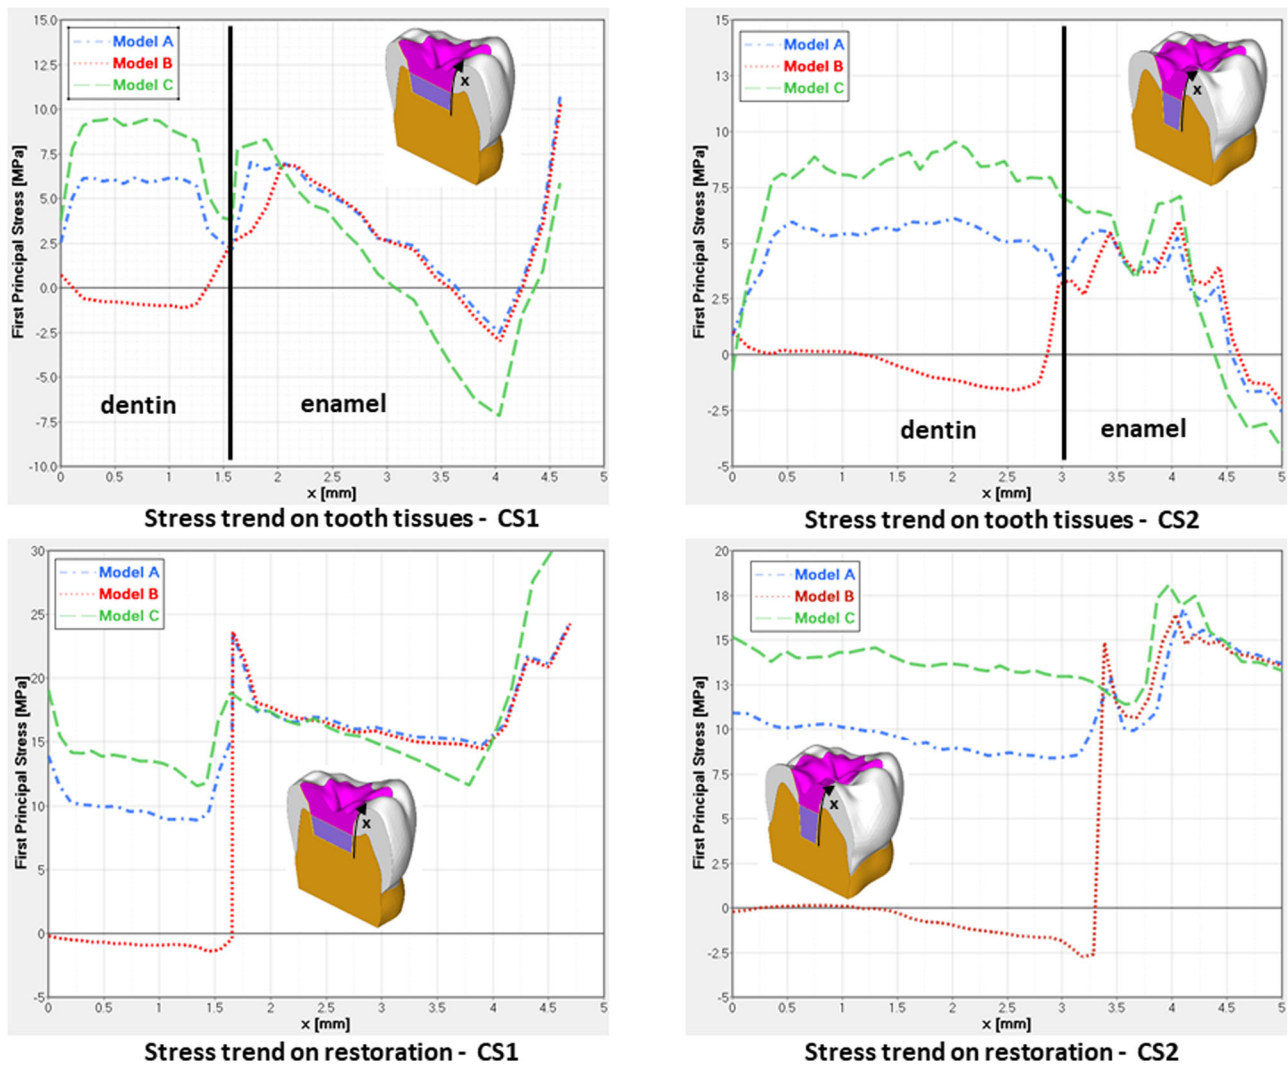 15.0
12.5
10.0
7.5
5.0
2.5
0.0
-2.5
-5.0
-7.5
-10.0
First Principal Stress [MPa]
Model A
Model B
Model C
x
dentin
enamel
0 0.5 1 1.5 2 2.5 3 3.5 4 4.5 5
x [mm]
Stress trend on tooth tissues - CS1
15
13
10
7.5
5
2.5
0
-2.5
-5
First Principal Stress [MPa]
Model A
Model B
Model C
x
dentin
enamel
0 0.5 1 1.5 2 2.5 3 3.5 4 4.5 5
x [mm]
Stress trend on tooth tissues - CS2
30
25
20
15
10
5
0
-5
First Principal Stress [MPa]
Model A
Model B
Model C
x
0 0.5 1 1.5 2 2.5 3 3.5 4 4.5 5
x [mm]
Stress trend on restoration - CS1
20
18
15
13
10
7.5
5
2.5
0
-2.5
-5
First Principal Stress [MPa]
Model A
Model B
Model C
x
0 0.5 1 1.5 2 2.5 3 3.5 4 4.5 5
x [mm]
Stress trend on restoration - CS2